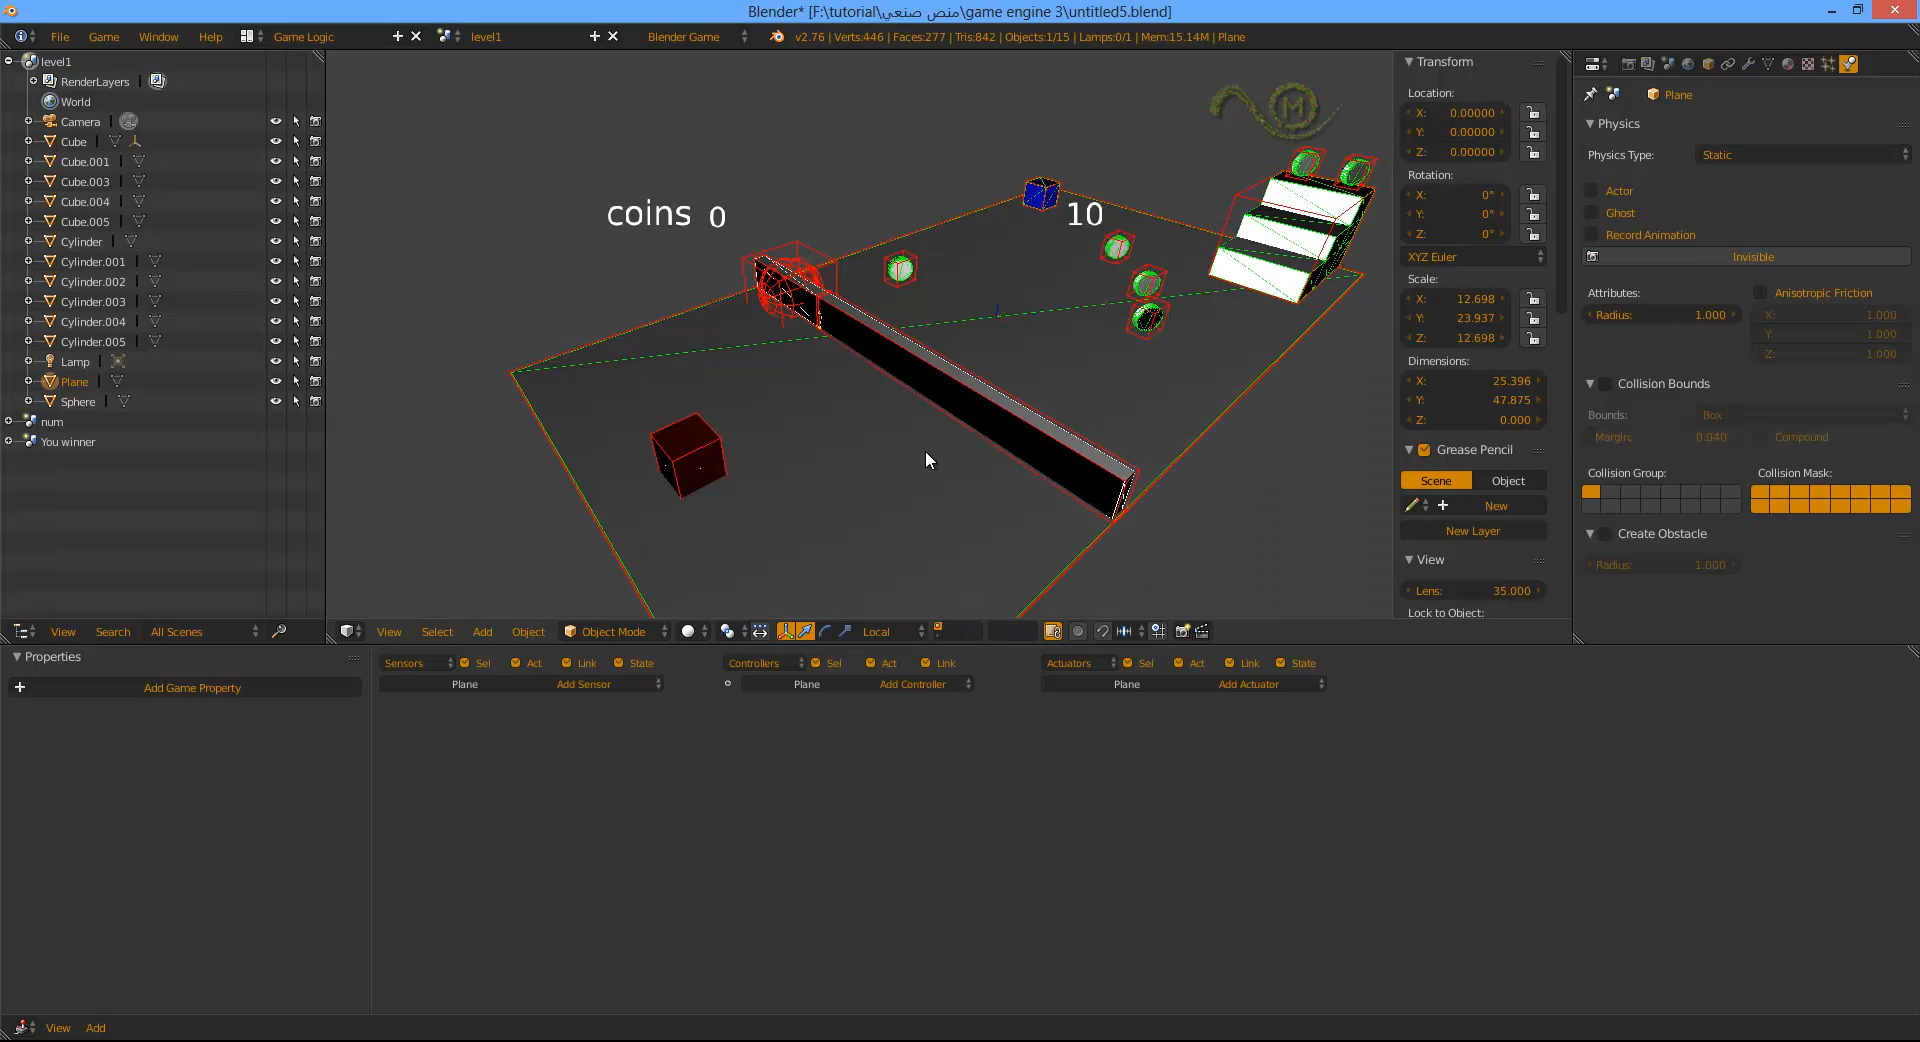 Blender* [F:\tutorial\منص صنعي\game engine 3\untitled5.blend]
File Game Window Help Game Logic level1 Blender Game v2.76 | Verts:446 | Faces:277 | Tris:842 | Objects:1/15 | Lamps:0/1 | Mem:15.14M | Plane
level1
RenderLayers
World
Camera
Cube
Cube.001
Cube.003
Cube.004
Cube.005
Cylinder
Cylinder.001
Cylinder.002
Cylinder.003
Cylinder.004
Cylinder.005
Lamp
Plane
Sphere
num
You winner
View Search All Scenes
coins 0
10
M
View Select Add Object Object Mode Local
Transform
Location:
X: 0.00000
Y: 0.00000
Z: 0.00000
Rotation:
X: 0°
Y: 0°
Z: 0°
XYZ Euler
Scale:
X: 12.698
Y: 23.937
Z: 12.698
Dimensions:
X: 25.396
Y: 47.875
Z: 0.000
Grease Pencil
Scene Object
New
New Layer
View
Lens: 35.000
Lock to Object:
Plane
Physics
Physics Type: Static
Actor
Ghost
Record Animation
Invisible
Attributes: Anisotropic Friction
Radius: 1.000 X: 1.000
Y: 1.000
Z: 1.000
Collision Bounds
Bounds: Box
Margin: 0.040 Compound
Collision Group: Collision Mask:
Create Obstacle
Radius: 1.000
Properties
Add Game Property
Sensors Sel Act Link State Controllers Sel Act Link Actuators Sel Act Link State
Plane Add Sensor Plane Add Controller Plane Add Actuator
View Add